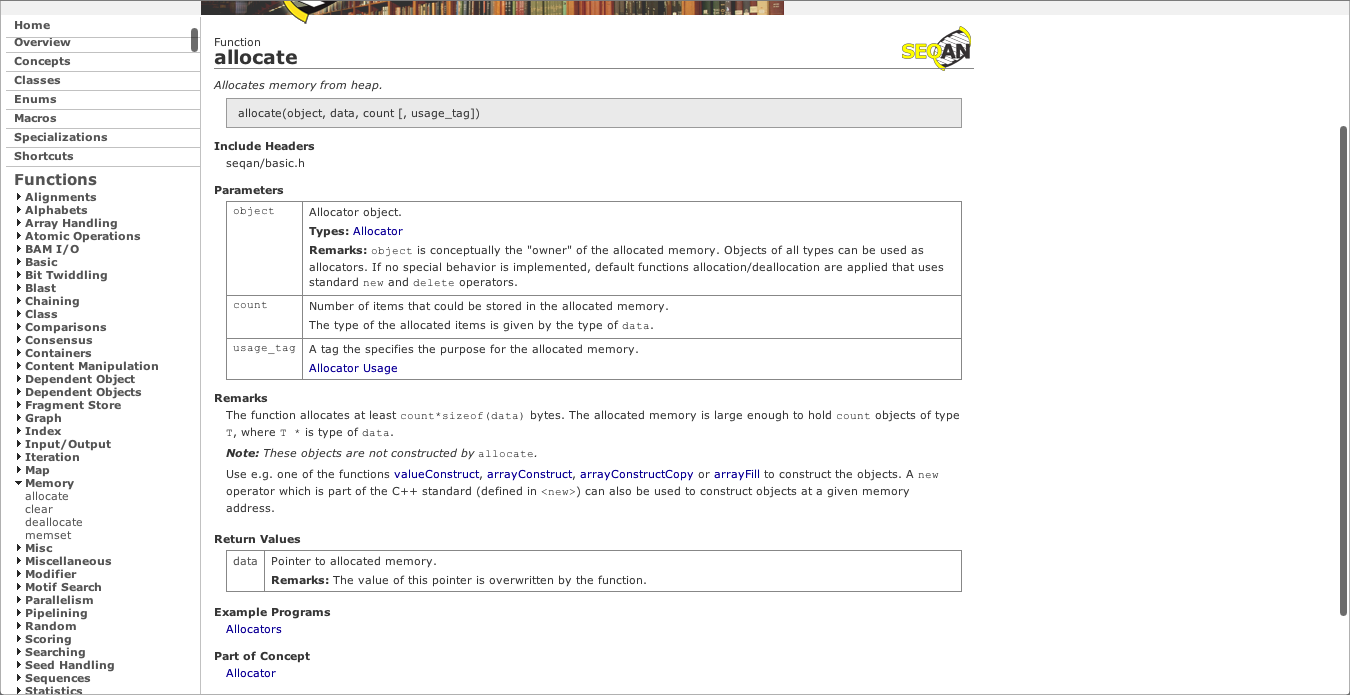 Home
Overview
Concepts
Classes
Enums
Macros
Specializations
Shortcuts
Functions
Alignments
Alphabets
Array Handling
Atomic Operations
BAM I/O
Basic
Bit Twiddling
Blast
Chaining
Class
Comparisons
Consensus
Containers
Content Manipulation
Dependent Object
Dependent Objects
Fragment Store
Graph
Index
Input/Output
Iteration
Map
Memory
allocate
clear
deallocate
memset
Misc
Miscellaneous
Modifier
Motif Search
Parallelism
Pipelining
Random
Scoring
Searching
Seed Handling
Sequences
Statistics
Function
allocate
SEQAN
Allocates memory from heap.
allocate(object, data, count [, usage_tag])
Include Headers
seqan/basic.h
Parameters
object
Allocator object.
Types: Allocator
Remarks: object is conceptually the "owner" of the allocated memory. Objects of all types can be used as
allocators. If no special behavior is implemented, default functions allocation/deallocation are applied that uses
standard new and delete operators.
count
Number of items that could be stored in the allocated memory.
The type of the allocated items is given by the type of data.
usage_tag
A tag the specifies the purpose for the allocated memory.
Allocator Usage
Remarks
The function allocates at least count*sizeof(data) bytes. The allocated memory is large enough to hold count objects of type
T, where T * is type of data.
Note: These objects are not constructed by allocate.
Use e.g. one of the functions valueConstruct, arrayConstruct, arrayConstructCopy or arrayFill to construct the objects. A new
operator which is part of the C++ standard (defined in <new>) can also be used to construct objects at a given memory
address.
Return Values
data
Pointer to allocated memory.
Remarks: The value of this pointer is overwritten by the function.
Example Programs
Allocators
Part of Concept
Allocator